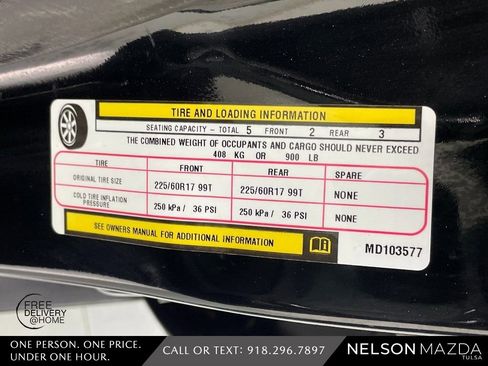 TIRE AND LOADING INFORMATION
SEATING CAPACITY - TOTAL 5 FRONT 2 REAR 3
THE COMBINED WEIGHT OF OCCUPANTS AND CARGO SHOULD NEVER EXCEED
408 KG OR 900 LB
TIRE FRONT REAR SPARE
ORIGINAL TIRE SIZE 225/60R17 99T 225/60R17 99T NONE
COLD TIRE INFLATION PRESSURE 250 kPa / 36 PSI 250 kPa / 36 PSI NONE
SEE OWNERS MANUAL FOR ADDITIONAL INFORMATION
MD103577
FREE
DELIVERY
@HOME
ONE PERSON. ONE PRICE.
UNDER ONE HOUR.
CALL OR TEXT: 918.296.7897
NELSON MAZDA
TULSA